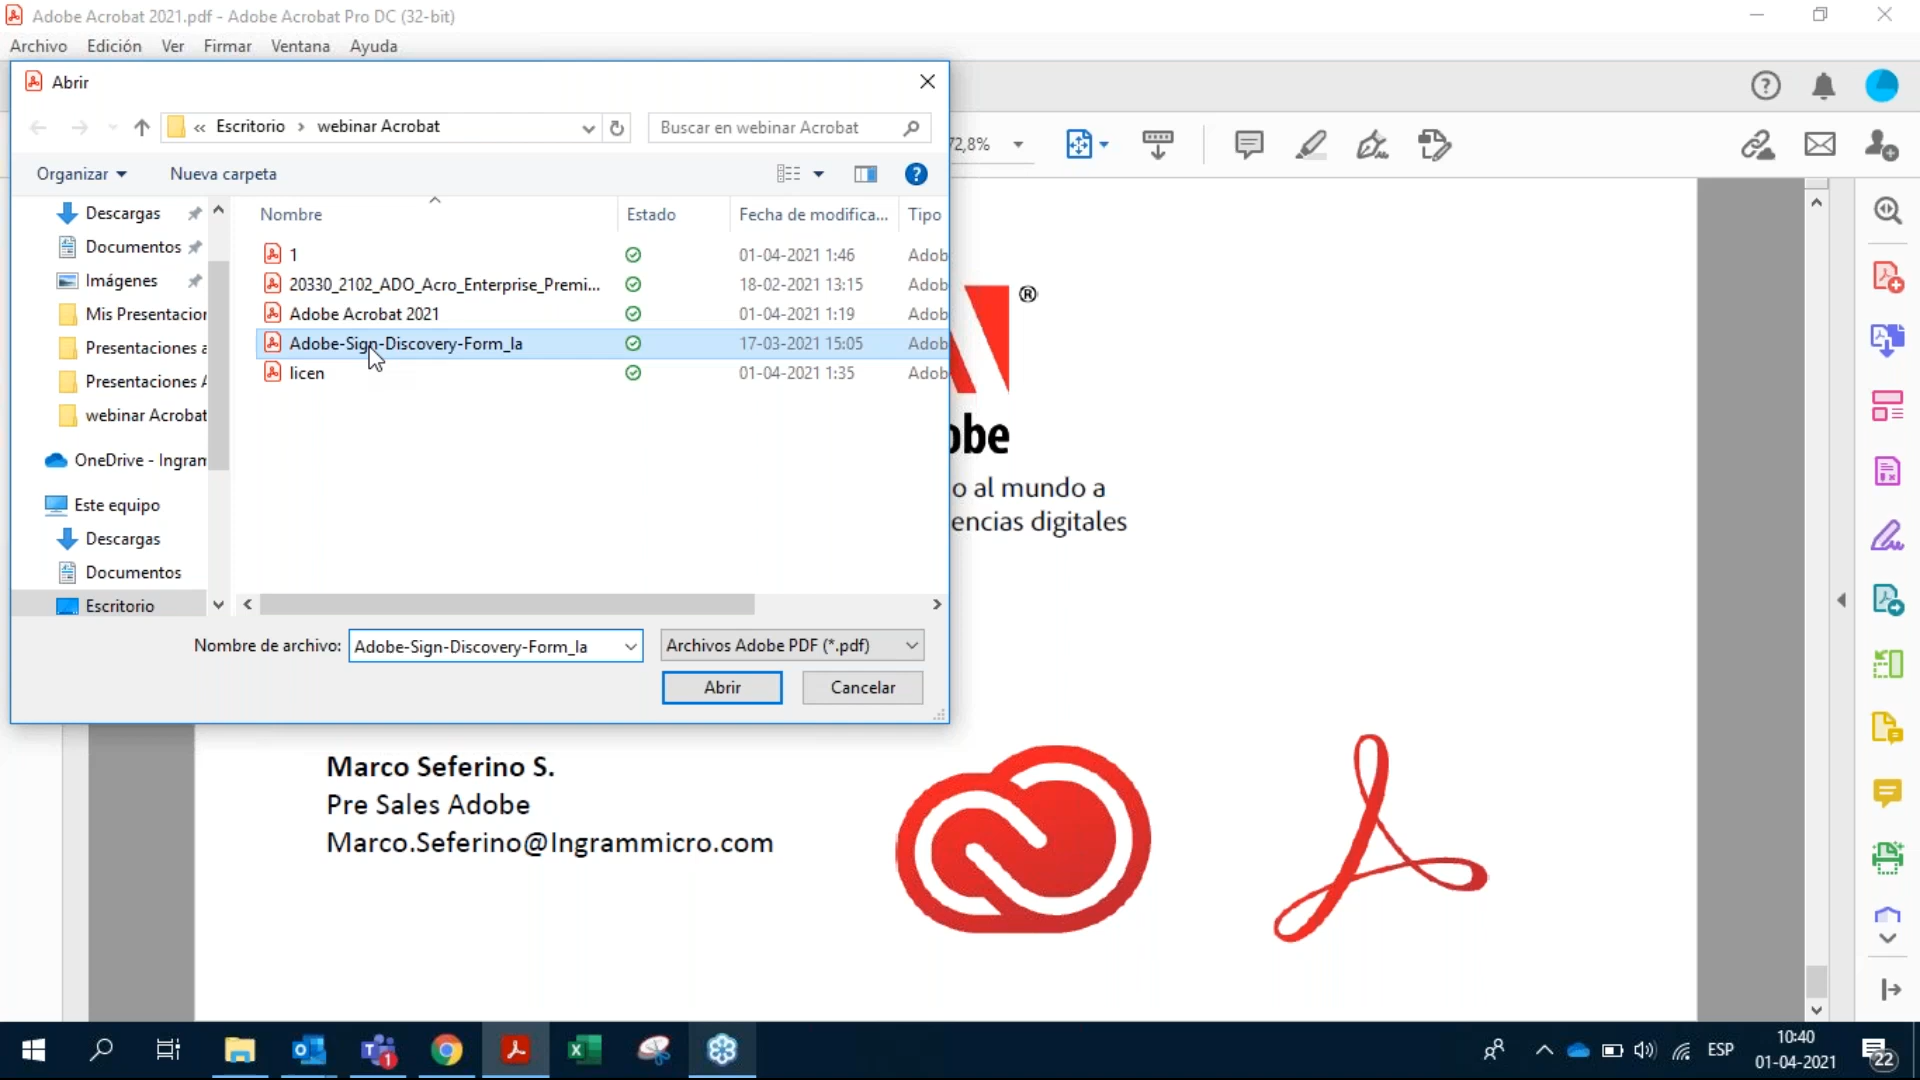 Adobe Acrobat 2021.pdf - Adobe Acrobat Pro DC (32-bit)
Archivo Edición Ver Firmar Ventana Ayuda
Abrir
« Escritorio › webinar Acrobat
Buscar en webinar Acrobat
72,8%
Organizar
Nueva carpeta
Nombre Estado Fecha de modifica... Tipo
1 01-04-2021 1:46 Adob
20330_2102_ADO_Acro_Enterprise_Premi... 18-02-2021 13:15 Adob
Adobe Acrobat 2021 01-04-2021 1:19 Adob
Adobe-Sign-Discovery-Form_la 17-03-2021 15:05 Adob
licen 01-04-2021 1:35 Adob
Descargas
Documentos
Imágenes
Mis Presentacior
Presentaciones a
Presentaciones A
webinar Acrobat
OneDrive - Ingram
Este equipo
Descargas
Documentos
Escritorio
Nombre de archivo: Adobe-Sign-Discovery-Form_la
Archivos Adobe PDF (*.pdf)
Abrir
Cancelar
®
obe
o al mundo a
encias digitales
Marco Seferino S.
Pre Sales Adobe
Marco.Seferino@Ingrammicro.com
1
ESP
10:40
01-04-2021
22